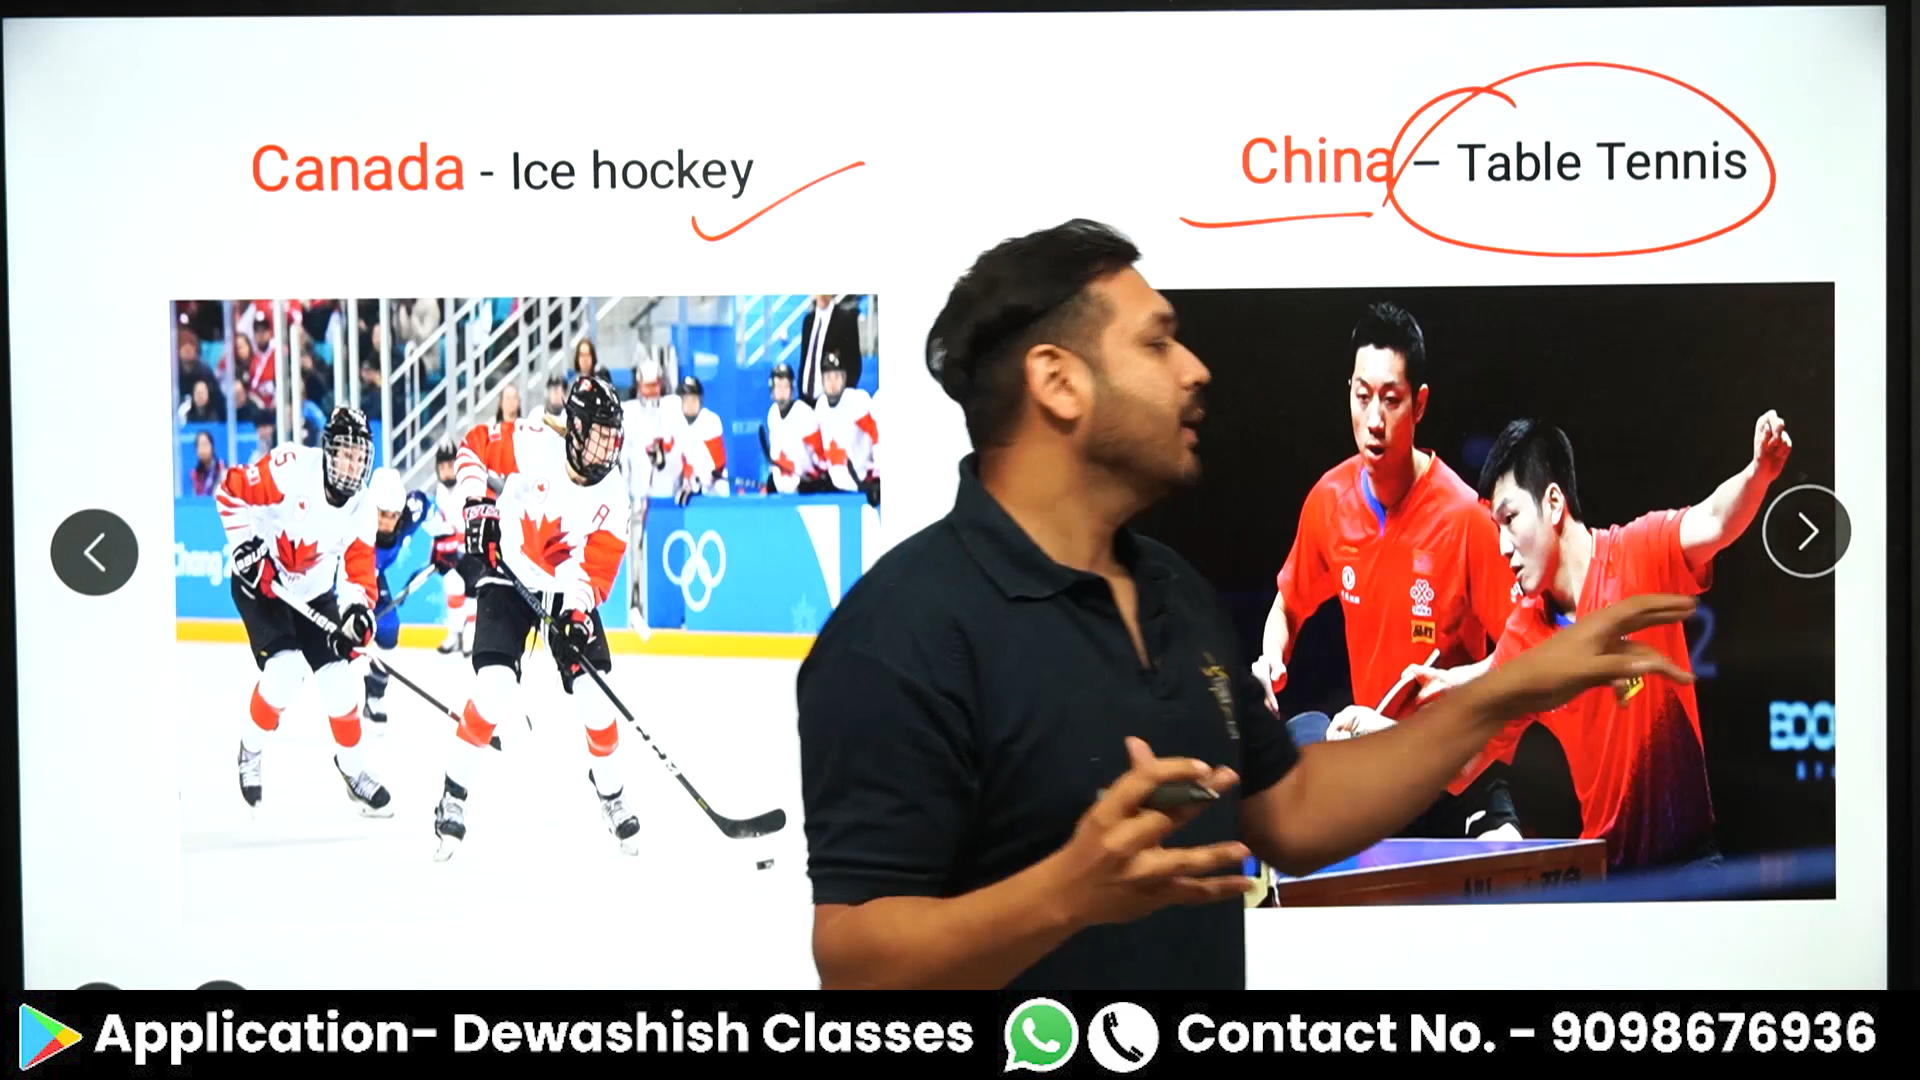 Canada - Ice hockey
China – Table Tennis
Application- Dewashish Classes
Contact No. - 9098676936